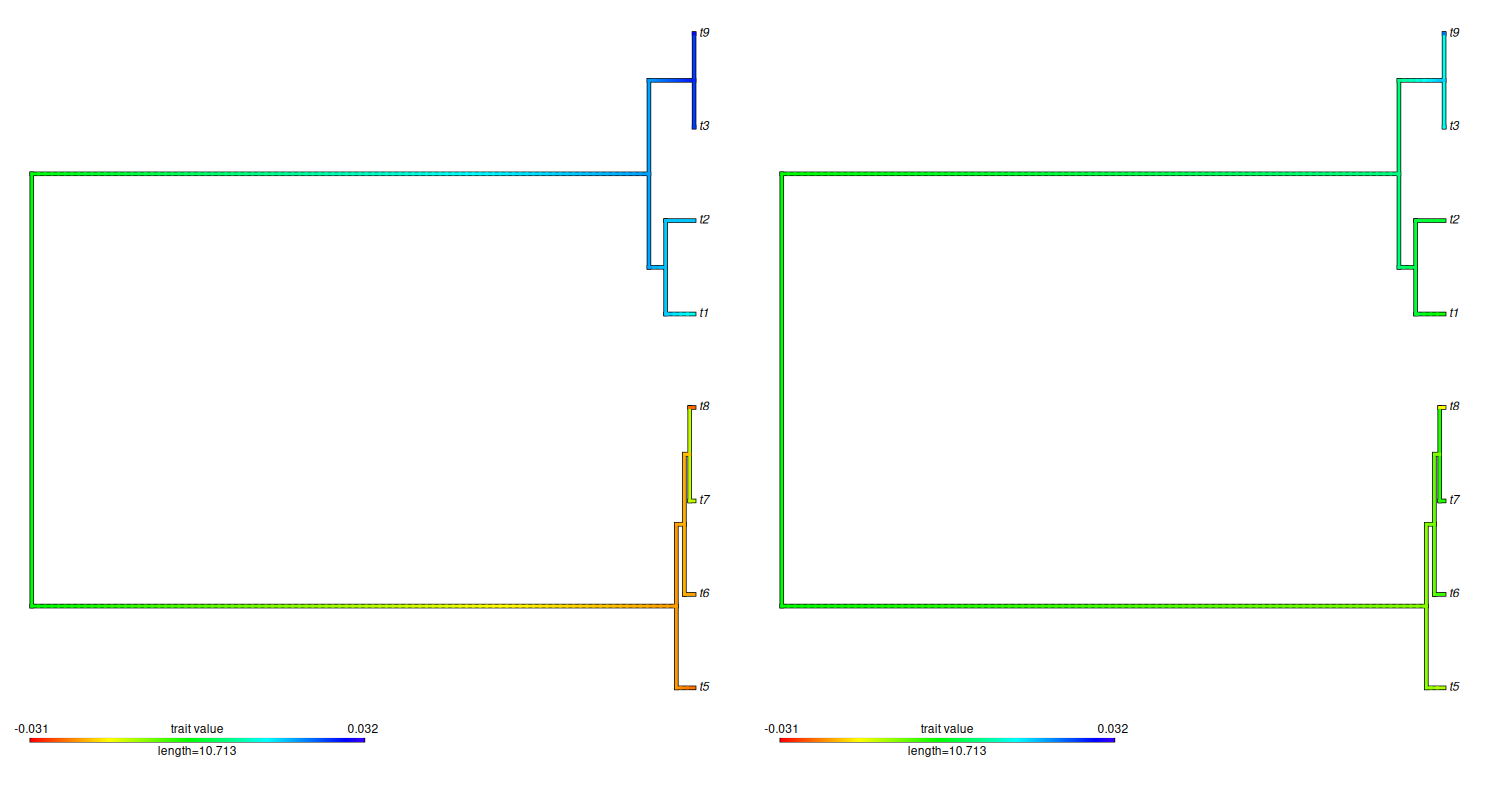 t9
t3
t2
t1
t8
t7
t6
t5
-0.031 trait value 0.032
length=10.713
t9
t3
t2
t1
t8
t7
t6
t5
-0.031 trait value 0.032
length=10.713